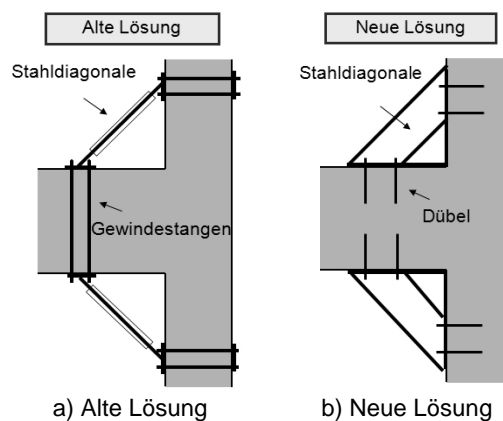 Alte Lösung
Neue Lösung
Stahldiagonale
Stahldiagonale
Gewindestangen
Dübel
a) Alte Lösung
b) Neue Lösung